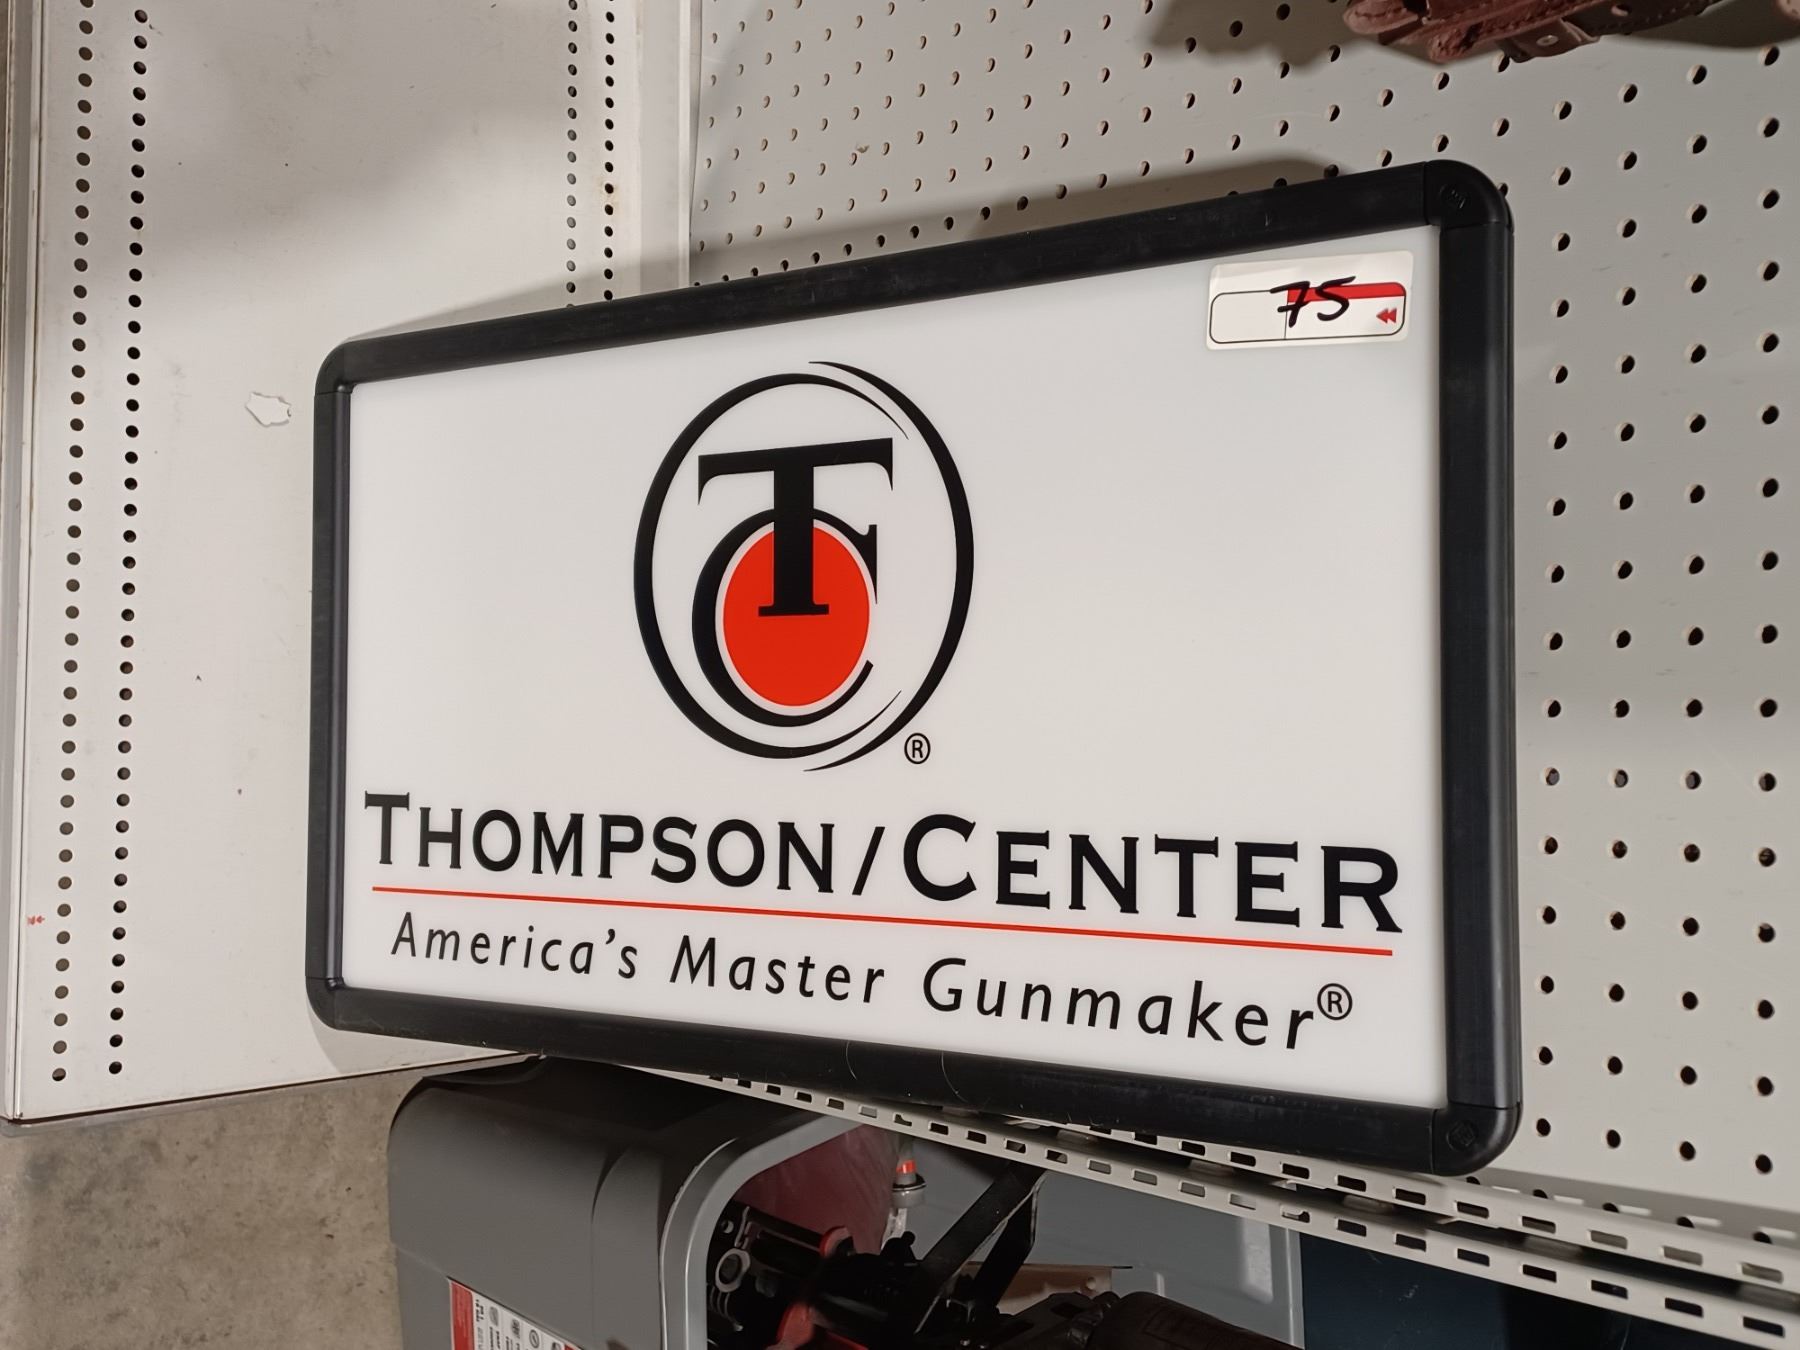 75
TC
®
THOMPSON/CENTER
America's Master Gunmaker®